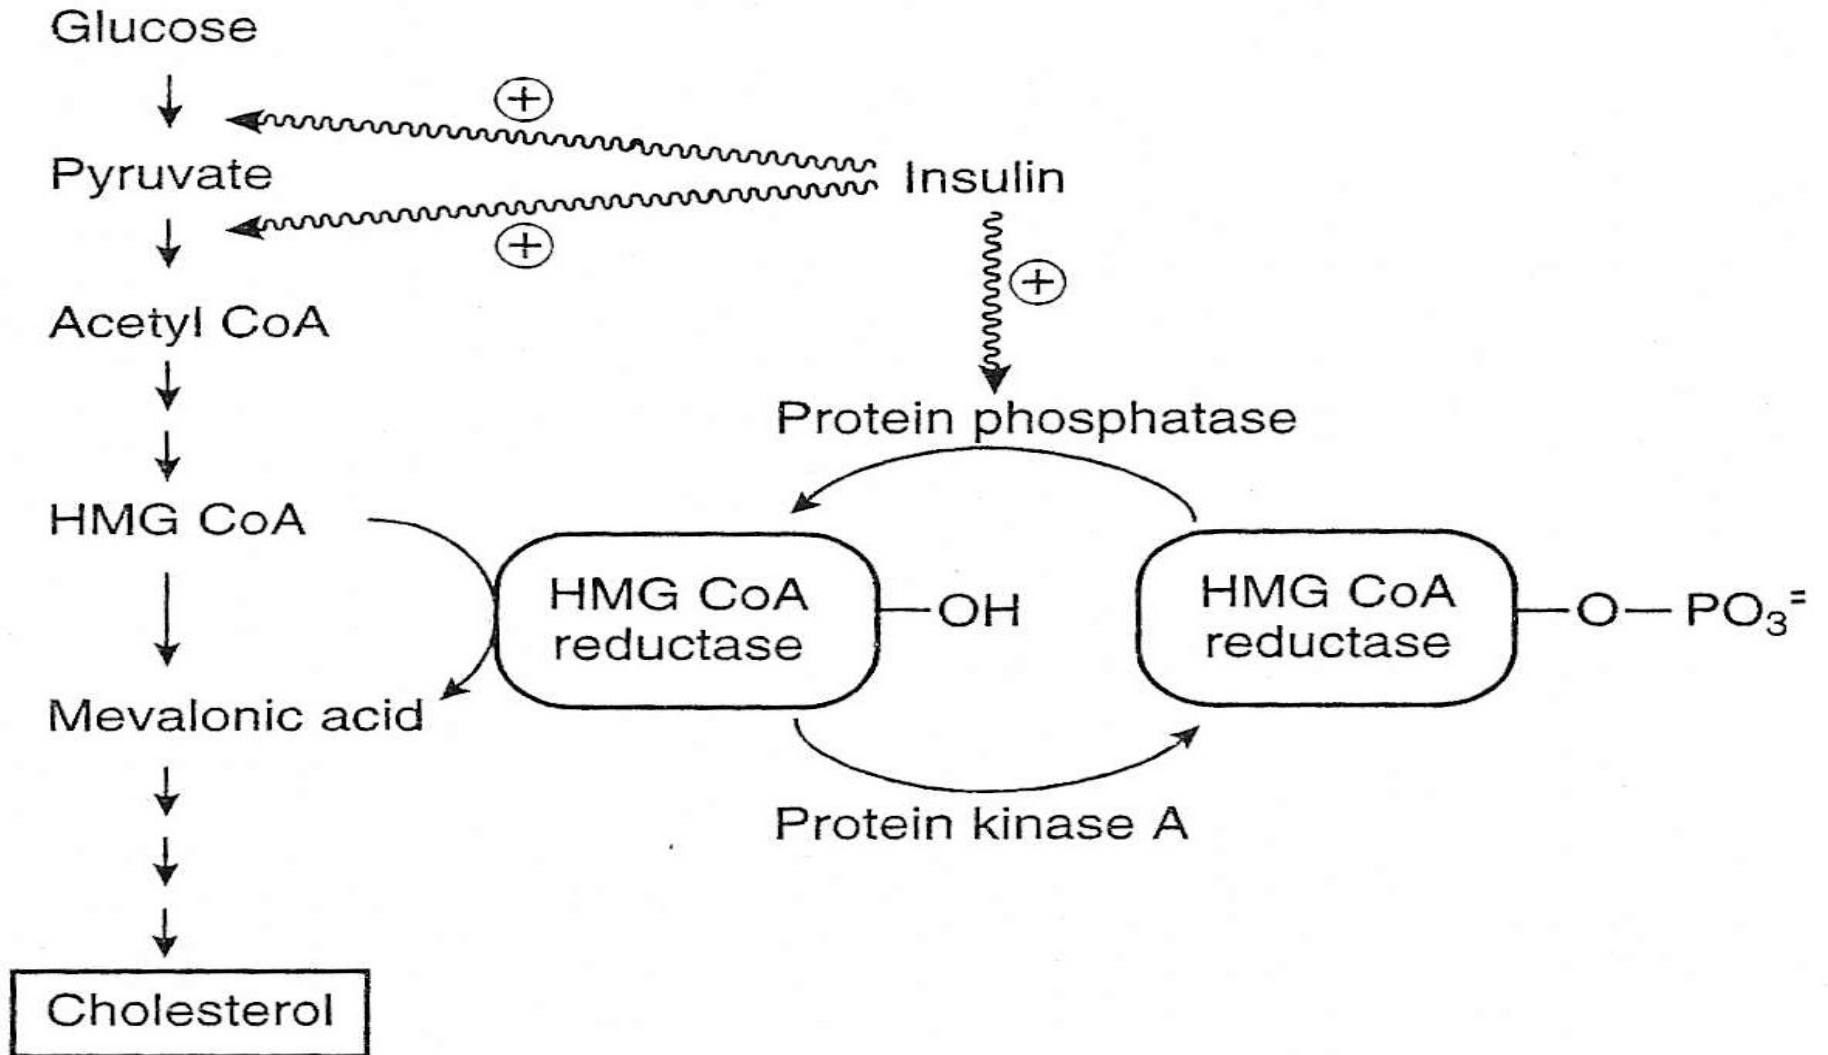 Glucose
+
Pyruvate
Insulin
+
+
Acetyl CoA
Protein phosphatase
HMG CoA
HMG CoA
reductase
OH
HMG CoA
reductase
O
PO₃⁼
Mevalonic acid
Protein kinase A
Cholesterol